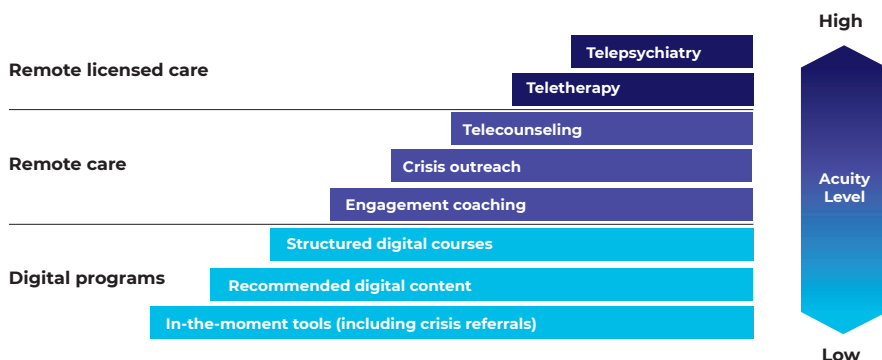 High
Telepsychiatry
Remote licensed care
Teletherapy
Telecounseling
Remote care
Crisis outreach
Engagement coaching
Acuity
Level
Structured digital courses
Digital programs
Recommended digital content
In-the-moment tools (including crisis referrals)
Low